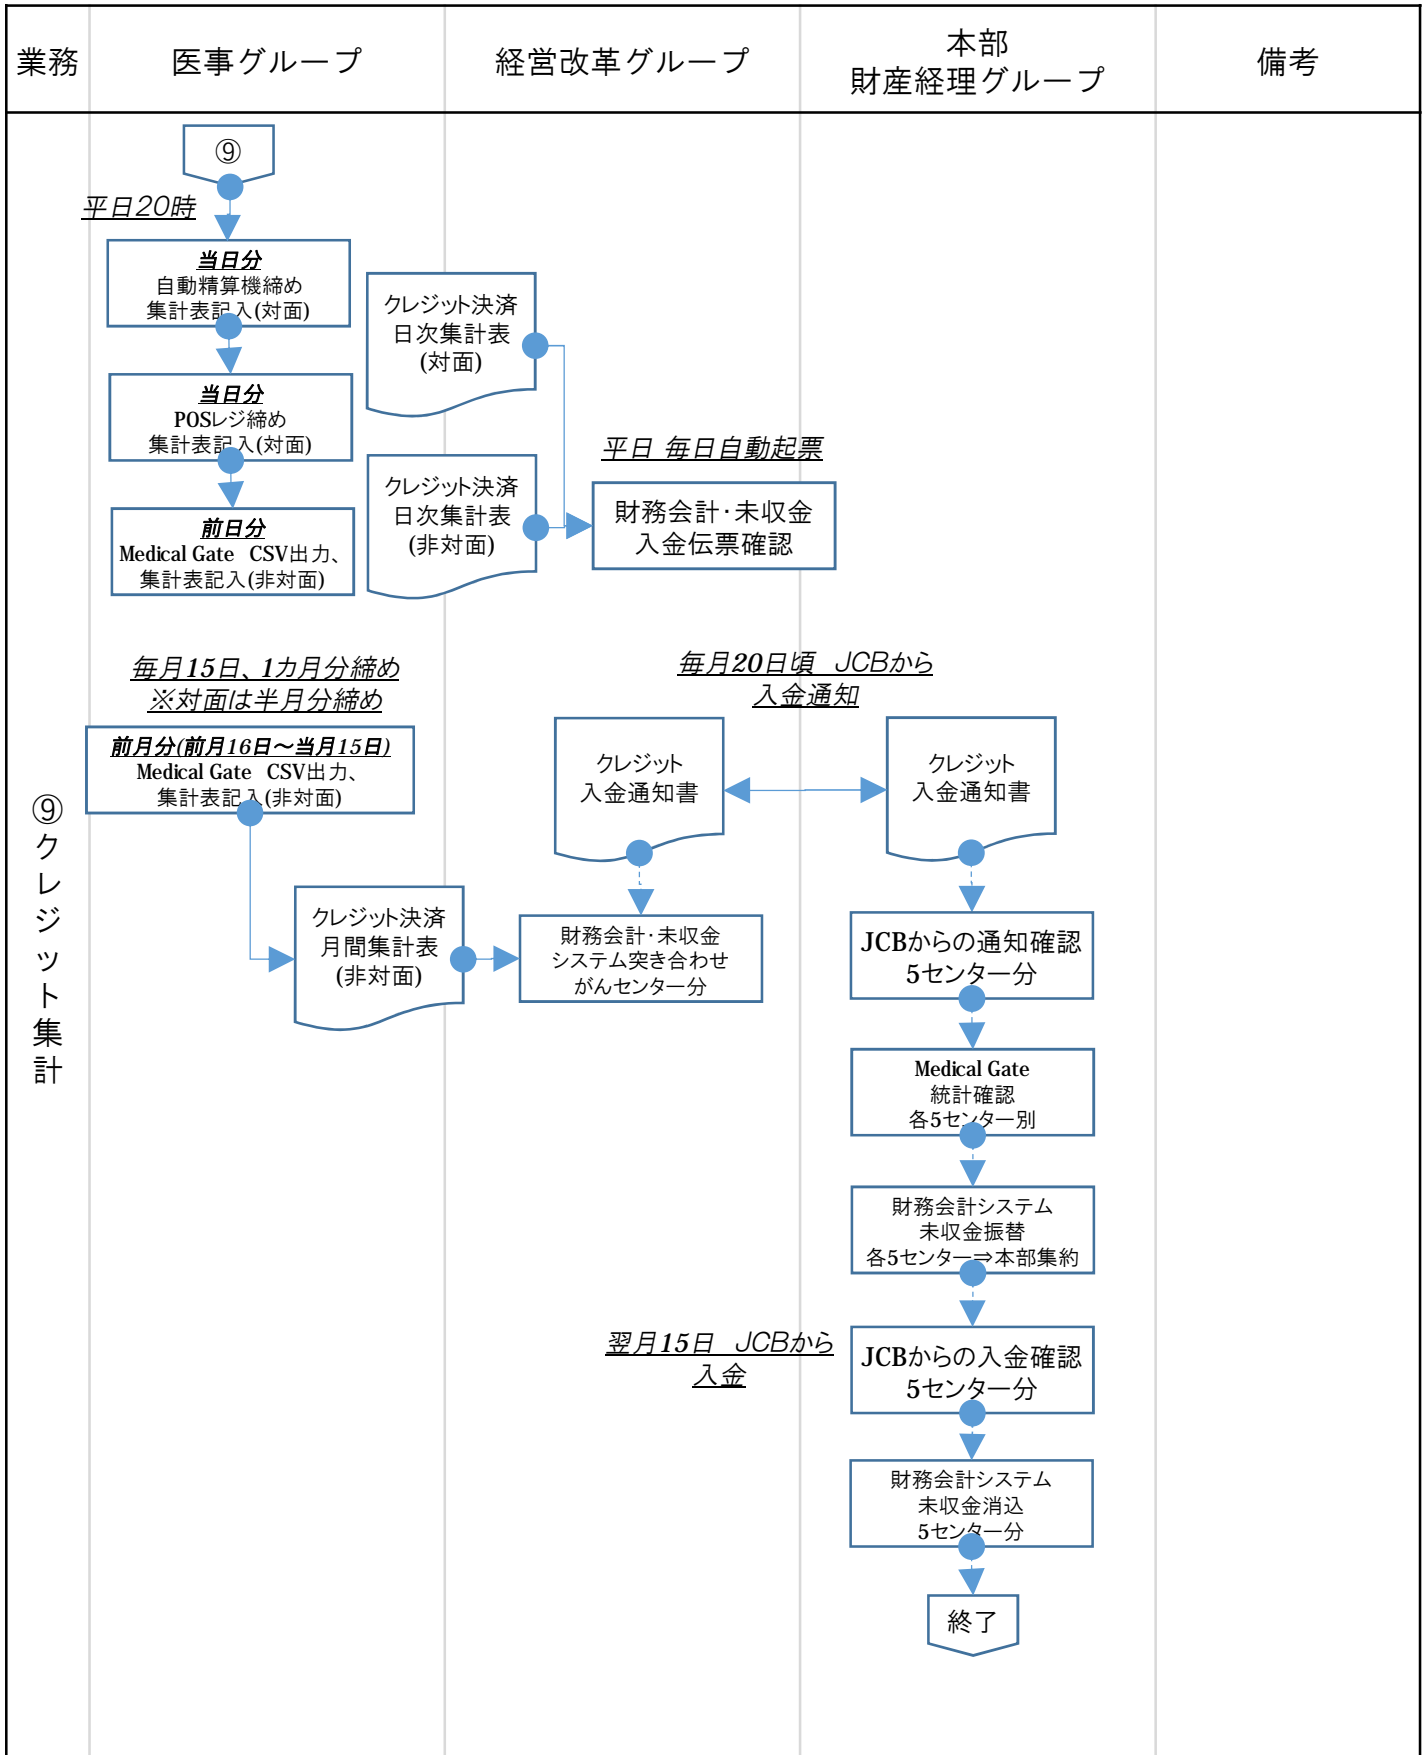 業務
医事グループ
経営改革グループ
本部
財産経理グループ
備考
⑨
平日20時
当日分
自動精算機締め
集計表記入(対面)
当日分
POSレジ締め
集計表記入(対面)
前日分
Medical Gate　CSV出力、
集計表記入(非対面)
クレジット決済
日次集計表
(対面)
クレジット決済
日次集計表
(非対面)
平日 毎日自動起票
財務会計・未収金
入金伝票確認
毎月15日、1カ月分締め
※対面は半月分締め
前月分(前月16日～当月15日)
Medical Gate　CSV出力、
集計表記入(非対面)
クレジット決済
月間集計表
(非対面)
毎月20日頃　JCBから
入金通知
クレジット
入金通知書
クレジット
入金通知書
財務会計・未収金
システム突き合わせ
がんセンター分
JCBからの通知確認
5センター分
Medical Gate
統計確認
各5センター別
財務会計システム
未収金振替
各5センター⇒本部集約
翌月15日　JCBから
入金
JCBからの入金確認
5センター分
財務会計システム
未収金消込
5センター分
終了
⑨クレジット集計